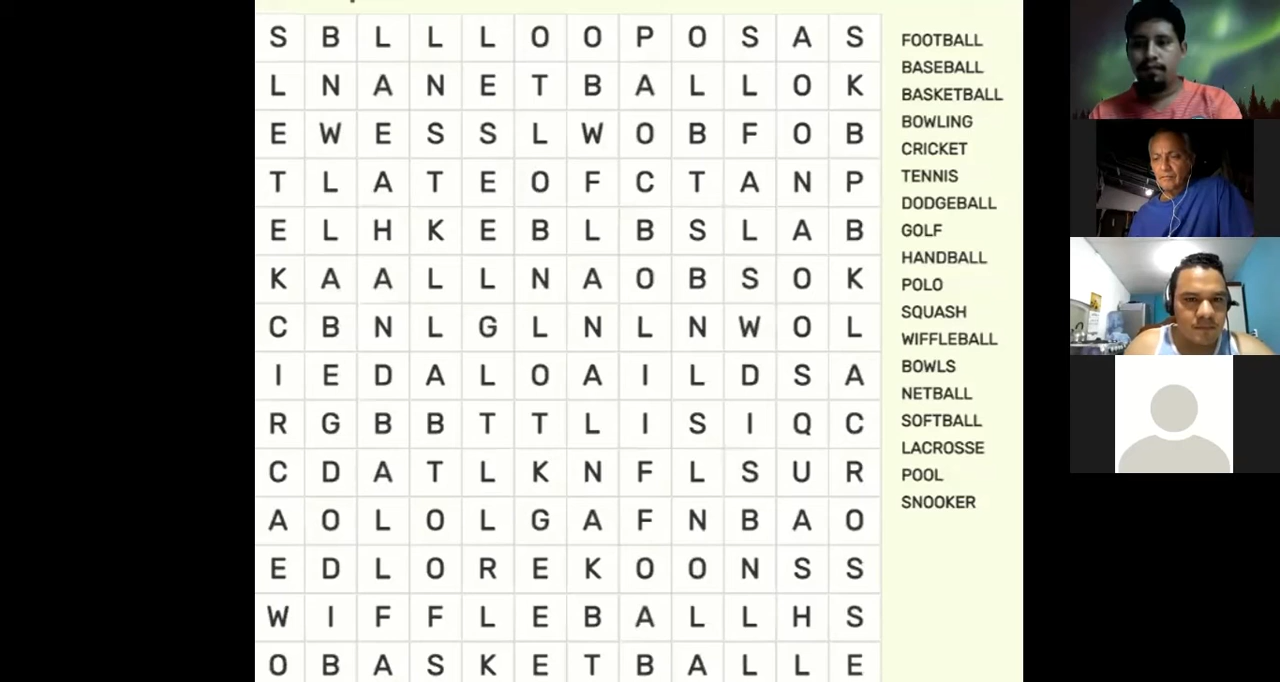 S B L L L O O P O S A S
L N A N E T B A L L O K
E W E S S L W O B F O B
T L A T E O F C T A N P
E L H K E B L B S L A B
K A A L L N A O B S O K
C B N L G L N L N W O L
I E D A L O A I L D S A
R G B B T T L I S I Q C
C D A T L K N F L S U R
A O L O L G A F N B A O
E D L O R E K O O N S S
W I F F L E B A L L H S
O B A S K E T B A L L E
FOOTBALL
BASEBALL
BASKETBALL
BOWLING
CRICKET
TENNIS
DODGEBALL
GOLF
HANDBALL
POLO
SQUASH
WIFFLEBALL
BOWLS
NETBALL
SOFTBALL
LACROSSE
POOL
SNOOKER